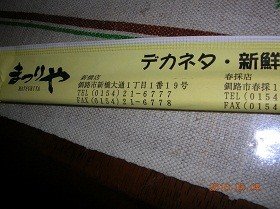 まつりや
MATSURIYA
デカネタ・新鮮
新橋店
釧路市新橋大通1丁目1番19号
TEL(0154)21-6777
FAX(0154)21-6778
春採店
釧路市春採1
TEL(0
FAX(0